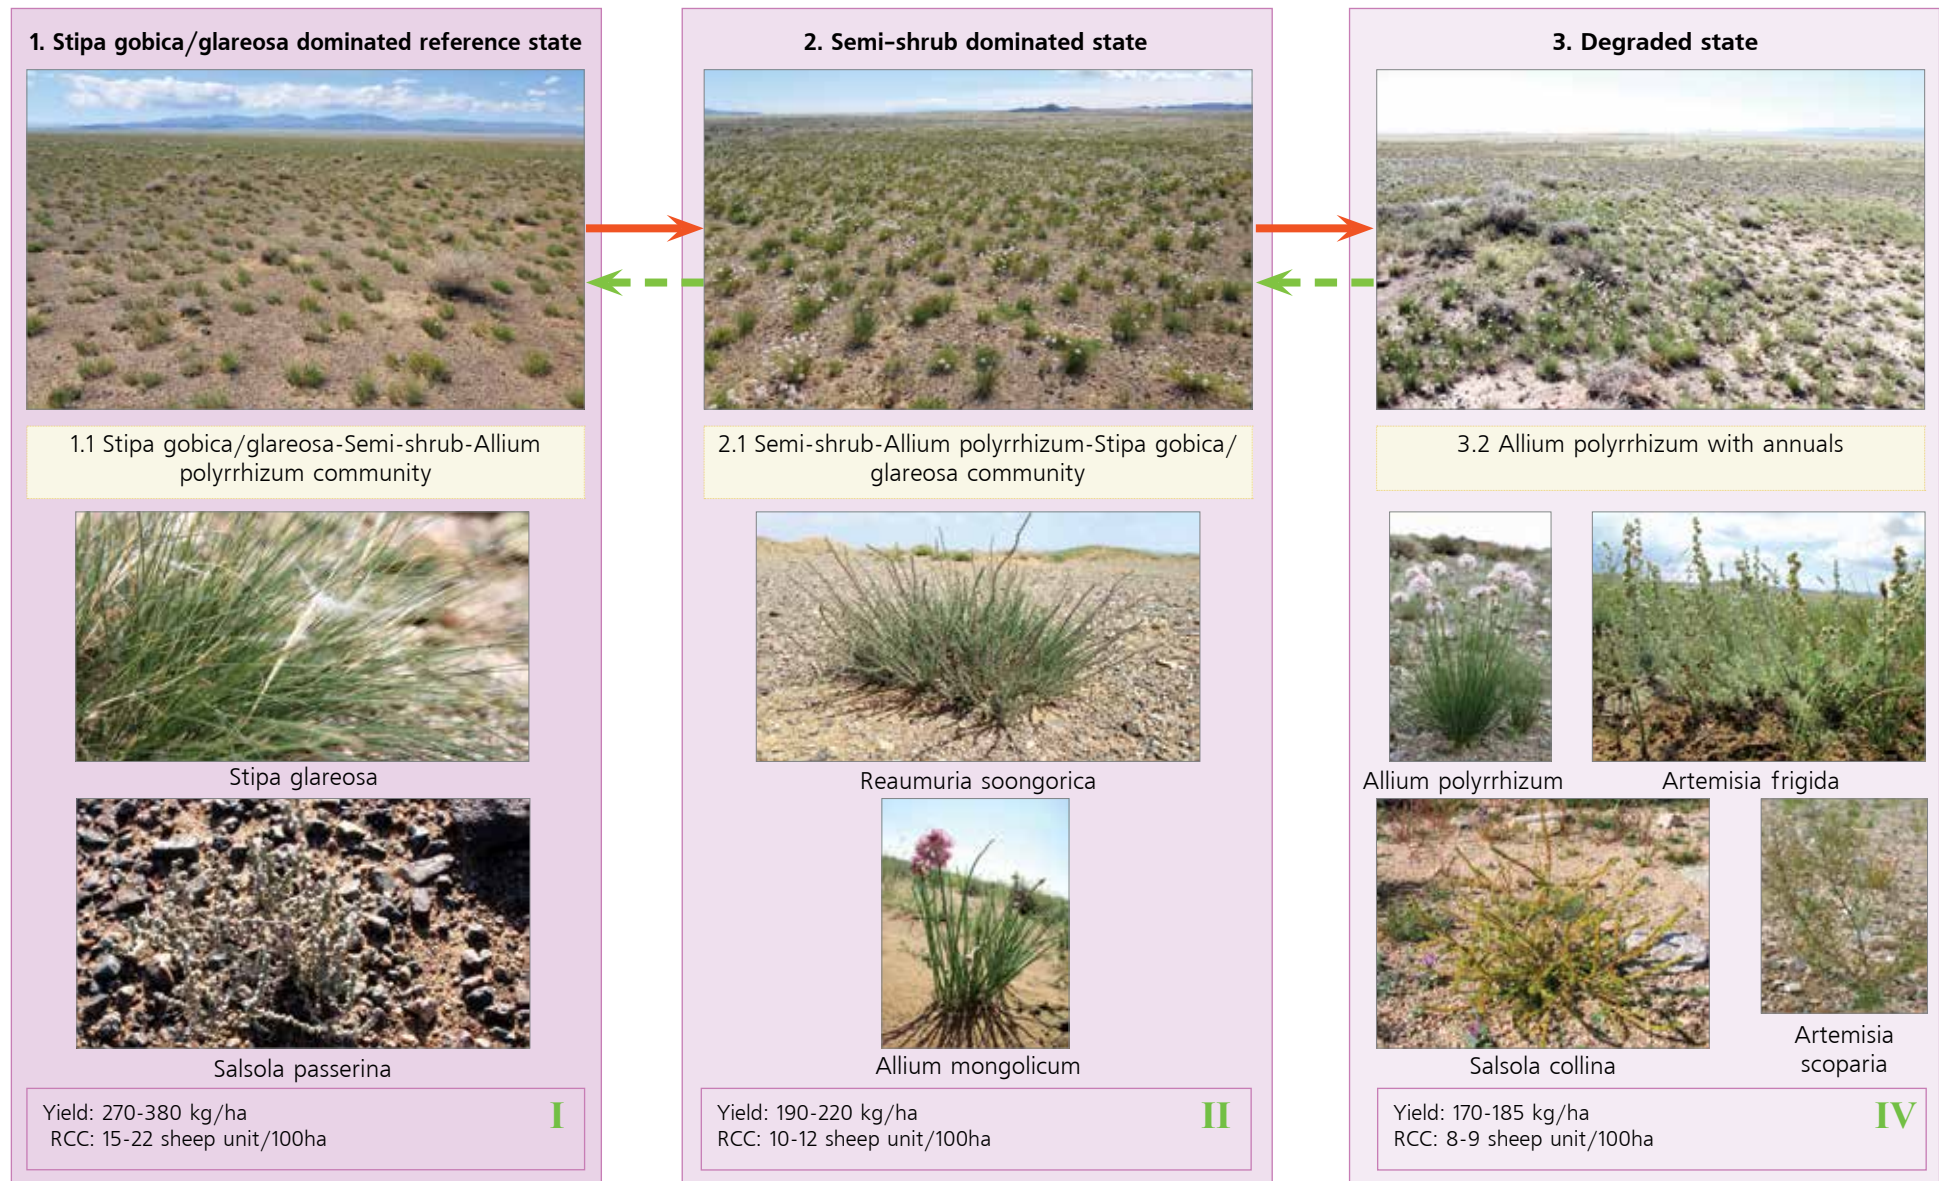 1. Stipa gobica/glareosa dominated reference state
1.1 Stipa gobica/glareosa-Semi-shrub-Allium
polyrrhizum community
Stipa glareosa
Salsola passerina
Yield: 270-380 kg/ha
RCC: 15-22 sheep unit/100ha
I
2. Semi-shrub dominated state
2.1 Semi-shrub-Allium polyrrhizum-Stipa gobica/
glareosa community
Reaumuria soongorica
Allium mongolicum
Yield: 190-220 kg/ha
RCC: 10-12 sheep unit/100ha
II
3. Degraded state
3.2 Allium polyrrhizum with annuals
Allium polyrrhizum
Artemisia frigida
Salsola collina
Artemisia
scoparia
Yield: 170-185 kg/ha
RCC: 8-9 sheep unit/100ha
IV